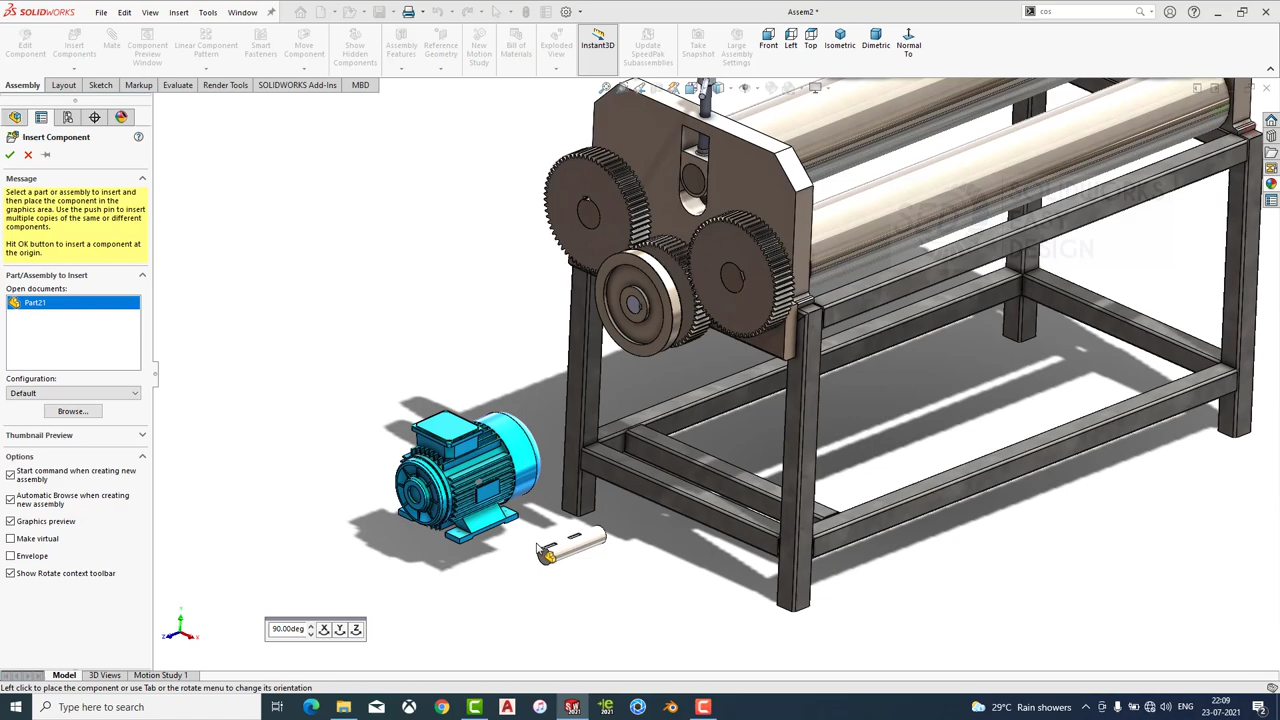 SOLIDWORKS
File
Edit
View
Insert
Tools
Window
Assem2 *
cos
Edit Component
Insert Components
Mate
Component Preview Window
Linear Component Pattern
Smart Fasteners
Move Component
Show Hidden Components
Assembly Features
Reference Geometry
New Motion Study
Bill of Materials
Exploded View
Instant3D
Update SpeedPak Subassemblies
Take Snapshot
Large Assembly Settings
Front
Left
Top
Isometric
Dimetric
Normal To
Assembly
Layout
Sketch
Markup
Evaluate
Render Tools
SOLIDWORKS Add-Ins
MBD
Insert Component
Message
Select a part or assembly to insert and
then place the component in the
graphics area. Use the push pin to insert
multiple copies of the same or different
components.
Hit OK button to insert a component at
the origin.
Part/Assembly to Insert
Open documents:
Part21
Configuration:
Default
Browse...
Thumbnail Preview
Options
Start command when creating new
assembly
Automatic Browse when creating
new assembly
Graphics preview
Make virtual
Envelope
Show Rotate context toolbar
DESIGN
90.00deg
X
Y
Z
Y
Z
X
Model
3D Views
Motion Study 1
Left click to place the component or use Tab or the rotate menu to change its orientation
Type here to search
29°C Rain showers
ENG
22:09
23-07-2021